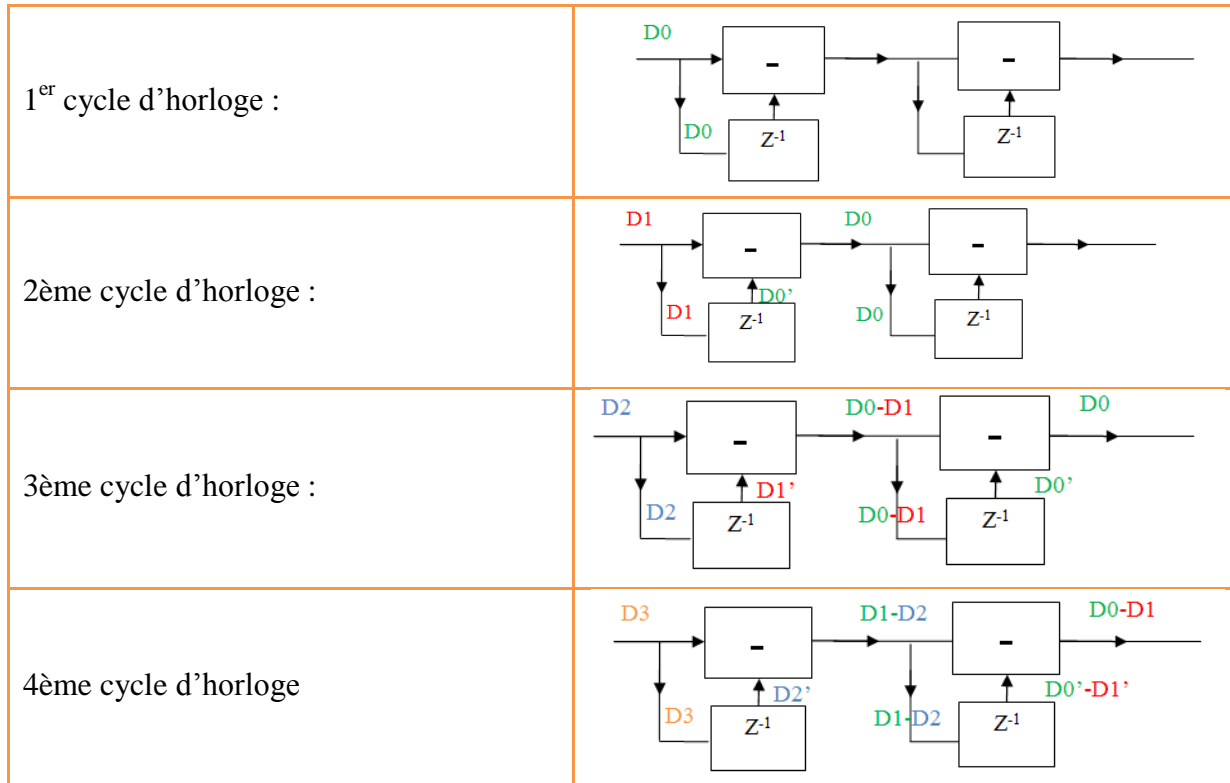 1er cycle d’horloge :
D0
-
-
D0
Z-1
Z-1
2ème cycle d’horloge :
D1
D0
-
-
D1
D0’
D0
Z-1
Z-1
3ème cycle d’horloge :
D2
D0-D1
D0
-
-
D2
D1’
D0-D1
D0’
Z-1
Z-1
4ème cycle d’horloge
D3
D1-D2
D0-D1
-
-
D3
D2’
D1-D2
D0’-D1’
Z-1
Z-1